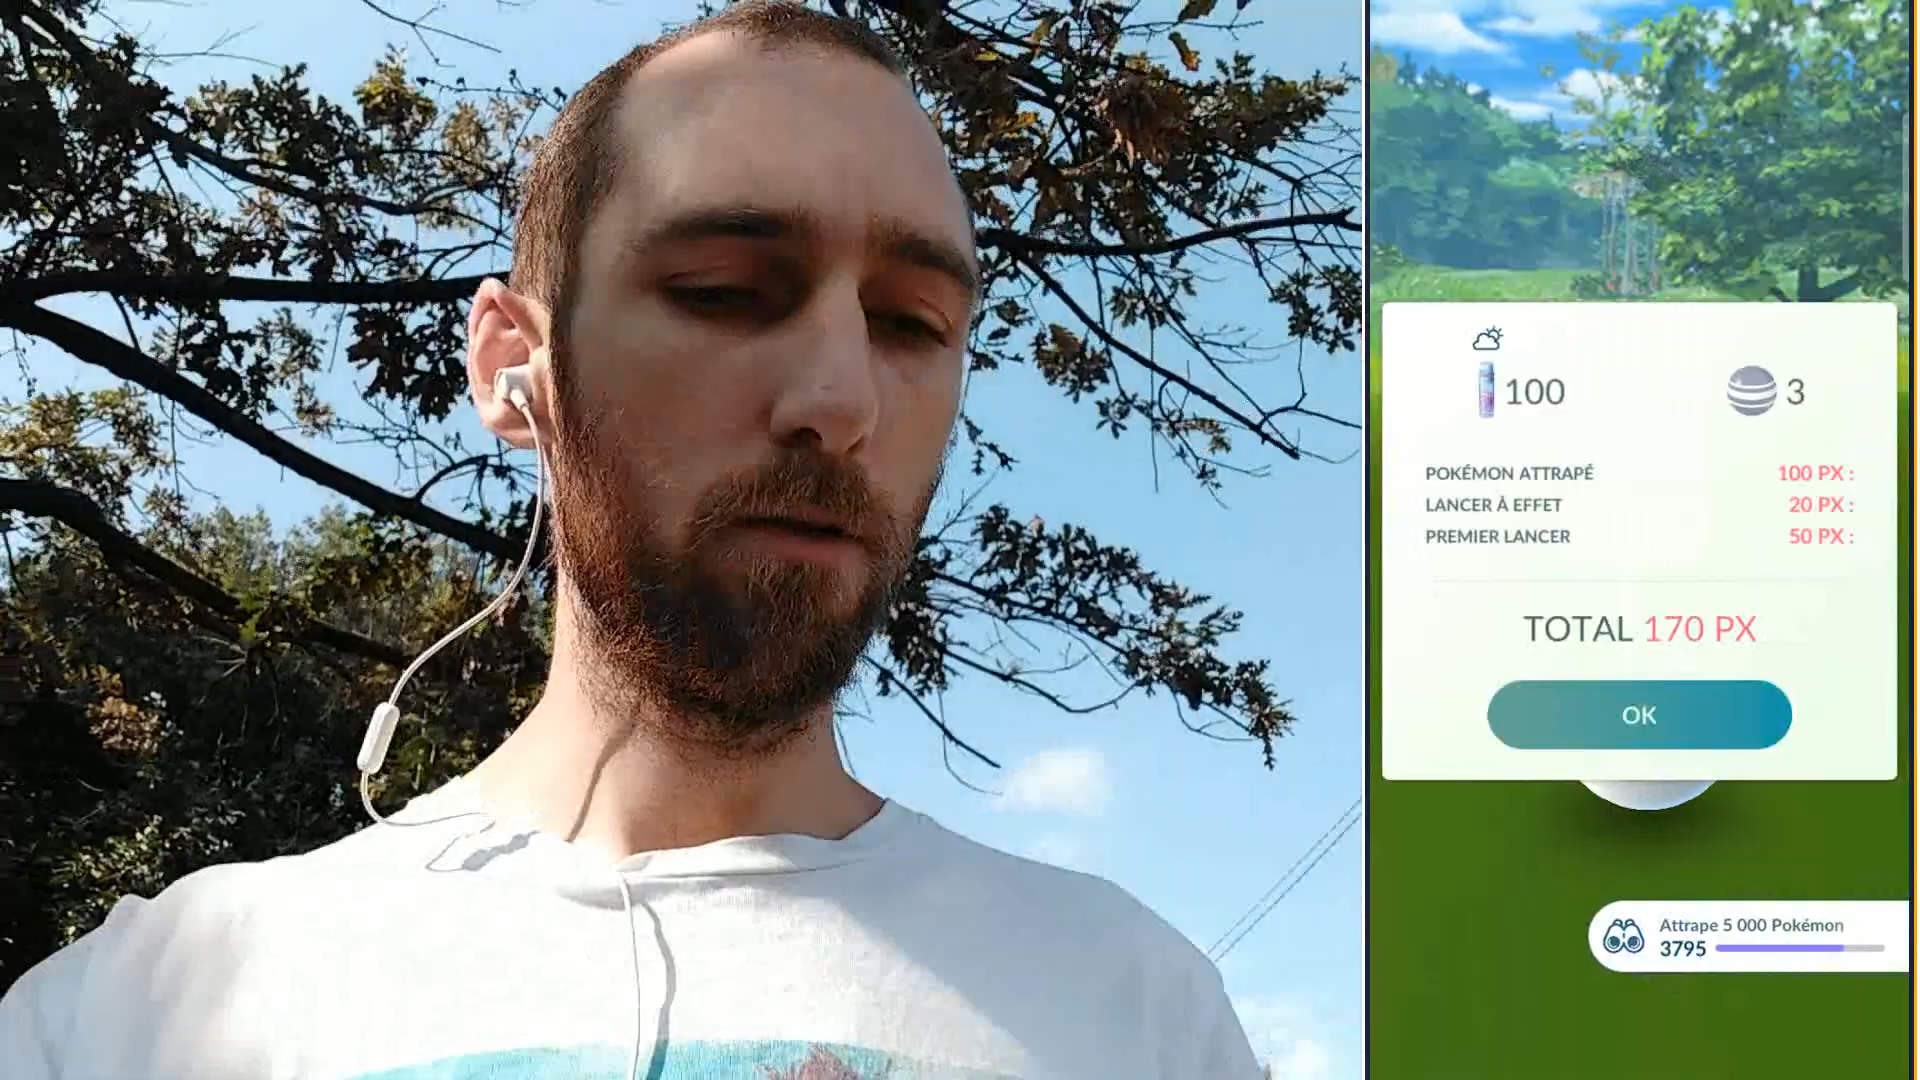 100
3
POKÉMON ATTRAPÉ 100 PX :
LANCER À EFFET 20 PX :
PREMIER LANCER 50 PX :
TOTAL 170 PX
OK
Attrape 5 000 Pokémon
3795